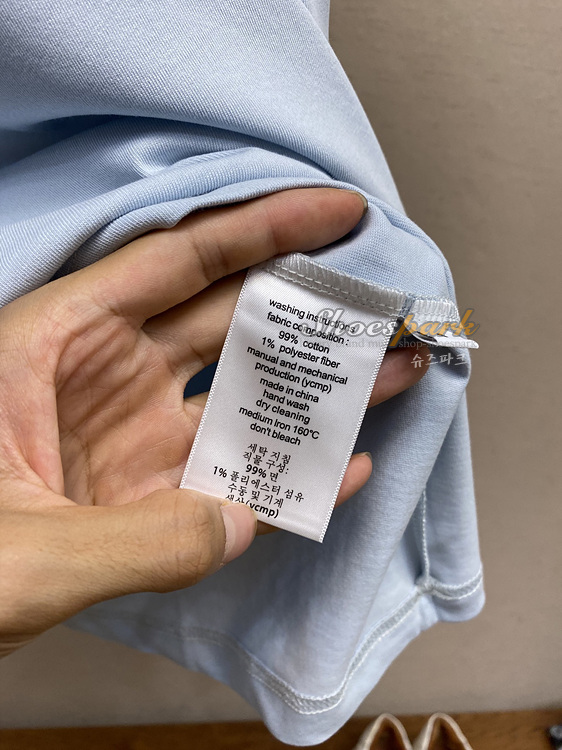 washing instructions
fabric composition :
99% cotton
1% polyester fiber
manual and mechanical
production (ycmp)
made in china
hand wash
dry cleaning
medium Iron 160°C
don't bleach
세탁 지침
직물 구성:
99% 면
1% 폴리에스터 섬유
수동 및 기계
생산(ycmp)
Shoespark
슈즈파크